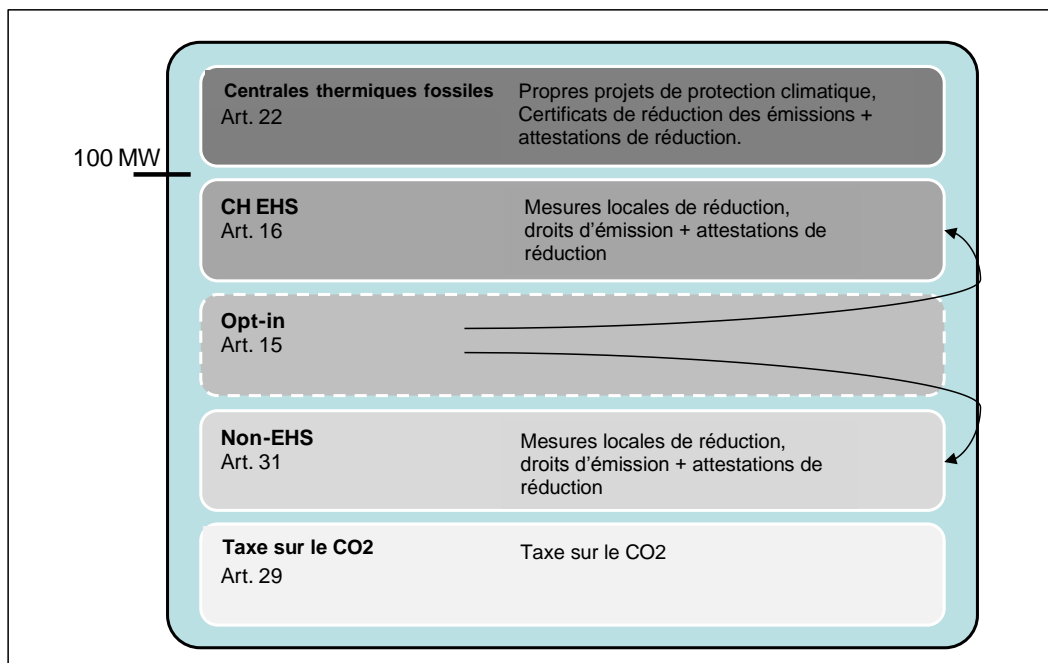 Centrales thermiques fossiles
Art. 22
Propres projets de protection climatique,
Certificats de réduction des émissions +
attestations de réduction.
100 MW
CH EHS
Art. 16
Mesures locales de réduction,
droits d'émission + attestations de
réduction
Opt-in
Art. 15
Non-EHS
Art. 31
Mesures locales de réduction,
droits d'émission + attestations de
réduction
Taxe sur le CO2
Art. 29
Taxe sur le CO2